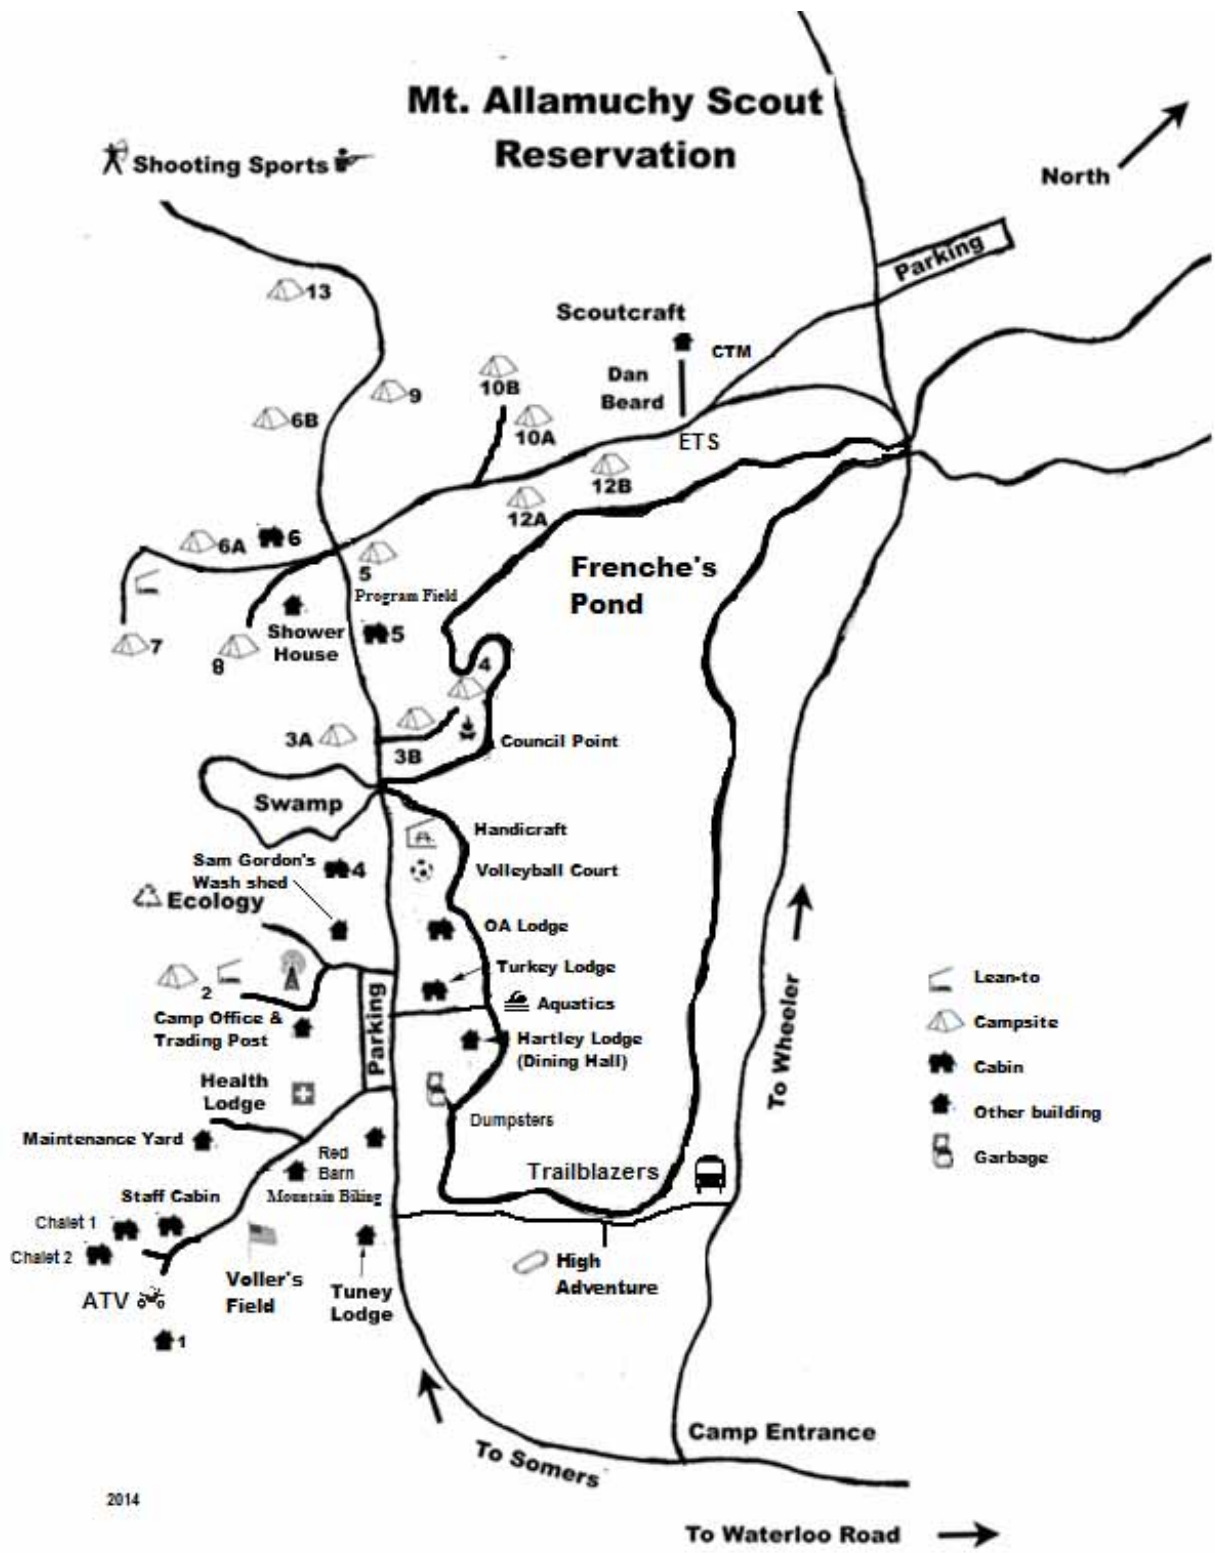 Mt. Allamuchy Scout
Reservation
Shooting Sports
North
Parking
13
Scoutcraft
CTM
Dan
Beard
9
10B
6B
10A
ETS
12B
12A
6A
6
5
Program Field
Frenche's
Pond
Shower
House
5
7
8
4
3A
3B
Council Point
Swamp
Handicraft
Sam Gordon's
Wash shed
4
Volleyball Court
Ecology
OA Lodge
Turkey Lodge
2
Parking
Aquatics
Camp Office &
Trading Post
Hartley Lodge
(Dining Hall)
To Wheeler
Lean-to
Campsite
Cabin
Other building
Garbage
Health
Lodge
Dumpsters
Maintenance Yard
Red
Barn
Mountain Biking
Trailblazers
Staff Cabin
Chalet 1
Chalet 2
High
Adventure
Voller's
Field
Tuney
Lodge
ATV
1
Camp Entrance
To Somers
2014
To Waterloo Road